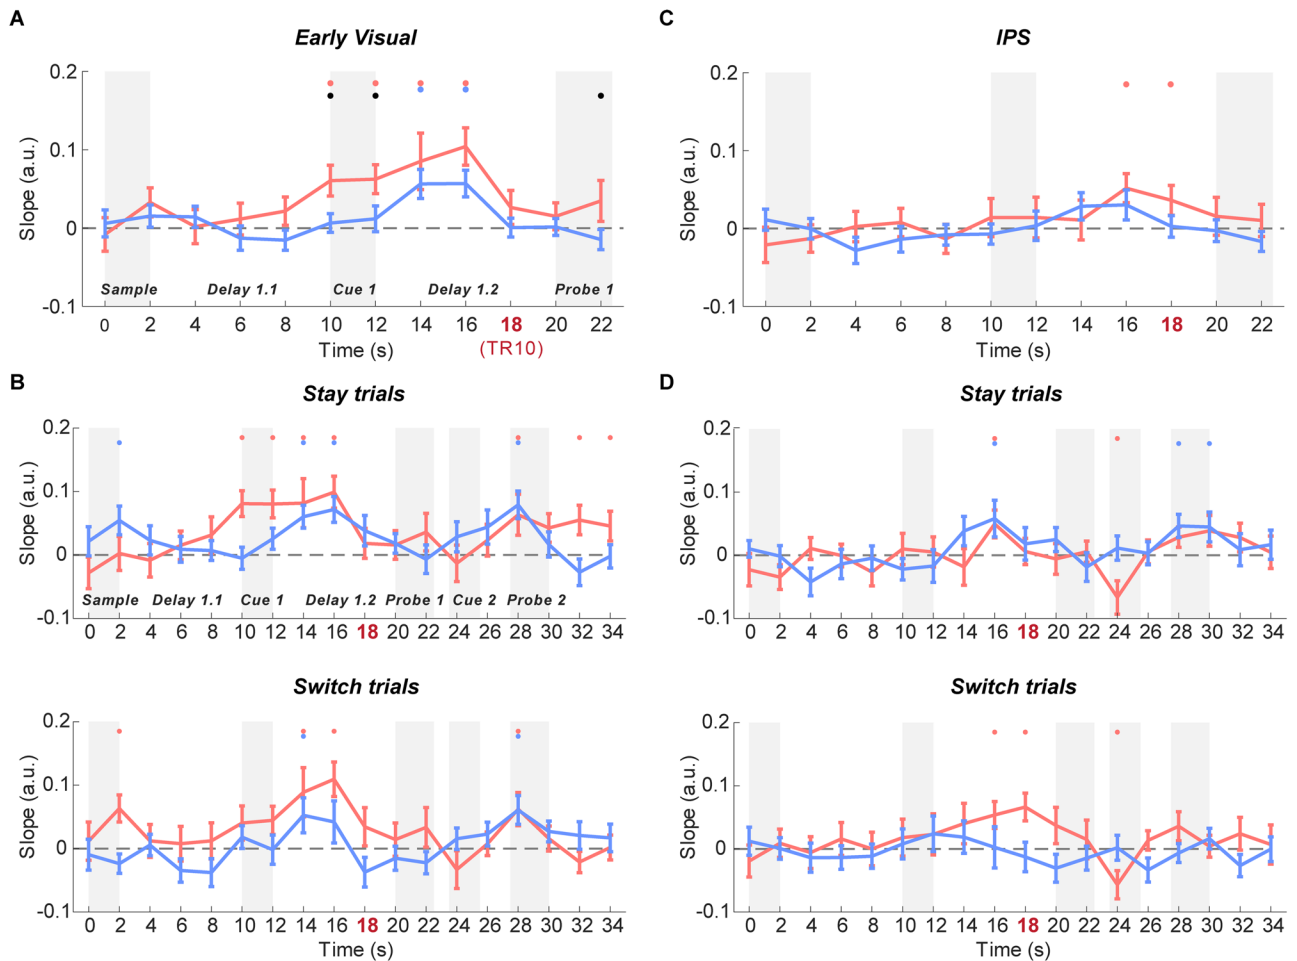 A
Early Visual
0.2
0.1
0
-0.1
Slope (a.u.)
Sample Delay 1.1 Cue 1 Delay 1.2 Probe 1
0 2 4 6 8 10 12 14 16 18 20 22
(TR10)
Time (s)
C
IPS
0.2
0.1
0
-0.1
Slope (a.u.)
0 2 4 6 8 10 12 14 16 18 20 22
Time (s)
B
Stay trials
0.2
0.1
0
-0.1
Slope (a.u.)
Sample Delay 1.1 Cue 1 Delay 1.2 Probe 1 Cue 2 Probe 2
0 2 4 6 8 10 12 14 16 18 20 22 24 26 28 30 32 34
Switch trials
0.2
0.1
0
-0.1
Slope (a.u.)
0 2 4 6 8 10 12 14 16 18 20 22 24 26 28 30 32 34
Time (s)
D
Stay trials
0.2
0.1
0
-0.1
Slope (a.u.)
0 2 4 6 8 10 12 14 16 18 20 22 24 26 28 30 32 34
Switch trials
0.2
0.1
0
-0.1
Slope (a.u.)
0 2 4 6 8 10 12 14 16 18 20 22 24 26 28 30 32 34
Time (s)